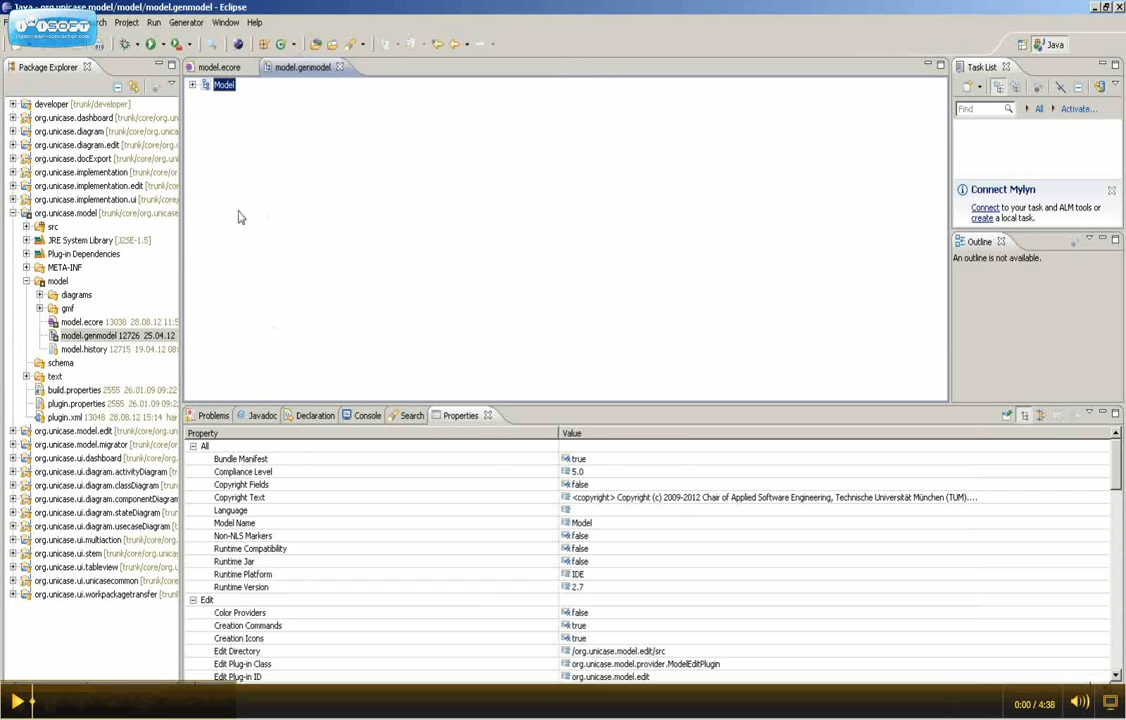 Java - org.unicase.model/model/model.genmodel - Eclipse
Project Run Generator Window Help
Java
Package Explorer
model.ecore
model.genmodel
Task List
Model
Find
All
Activate...
developer [trunk/developer]
org.unicase.dashboard [trunk/core/org.un
org.unicase.diagram [trunk/core/org.unic
org.unicase.diagram.edit [trunk/core/org.
org.unicase.docExport [trunk/core/org.un
org.unicase.implementation [trunk/core/o
org.unicase.implementation.edit [trunk/co
org.unicase.implementation.ui [trunk/core
org.unicase.model [trunk/core/org.unicase
src
JRE System Library [J2SE-1.5]
Plug-in Dependencies
META-INF
model
diagrams
gmf
model.ecore 13038 28.08.12 11:5
model.genmodel 12726 25.04.12
model.history 12715 19.04.12 08:
schema
text
build.properties 2555 26.01.09 09:22
plugin.properties 2555 26.01.09 09:2
plugin.xml 13048 28.08.12 15:14 har
org.unicase.model.edit [trunk/core/org.un
org.unicase.model.migrator [trunk/core/or
org.unicase.ui.dashboard [trunk/core/org.
org.unicase.ui.diagram.activityDiagram [tr
org.unicase.ui.diagram.classDiagram [trun
org.unicase.ui.diagram.componentDiagram
org.unicase.ui.diagram.stateDiagram [trun
org.unicase.ui.diagram.usecaseDiagram [t
org.unicase.ui.multiaction [trunk/core/org
org.unicase.ui.stem [trunk/core/org.unica
org.unicase.ui.tableview [trunk/core/org.u
org.unicase.ui.unicasecommon [trunk/core
org.unicase.ui.workpackagetransfer [trunk
Connect Mylyn
Connect to your task and ALM tools or
create a local task.
Outline
An outline is not available.
Problems
Javadoc
Declaration
Console
Search
Properties
Property Value
All
Bundle Manifest true
Compliance Level 5.0
Copyright Fields false
Copyright Text <copyright> Copyright (c) 2009-2012 Chair of Applied Software Engineering, Technische Universität München (TUM)....
Language
Model Name Model
Non-NLS Markers false
Runtime Compatibility false
Runtime Jar false
Runtime Platform IDE
Runtime Version 2.7
Edit
Color Providers false
Creation Commands true
Creation Icons true
Edit Directory /org.unicase.model.edit/src
Edit Plug-in Class org.unicase.model.provider.ModelEditPlugin
Edit Plug-in ID org.unicase.model.edit
0:00 / 4:38